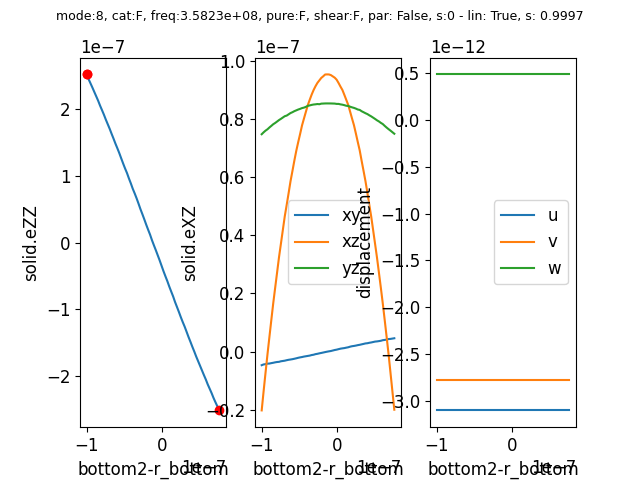 mode:8, cat:F, freq:3.5823e+08, pure:F, shear:F, par: False, s:0 - lin: True, s: 0.9997
1e−7
2
1
0
−1
−2
solid.eZZ
−1
0
1e−7
bottom2-r_bottom
1e−7
1.0
0.8
0.6
0.4
0.2
0.0
−0.2
solid.eXZ
xy
xz
yz
−1
0
1e−7
bottom2-r_bottom
1e−12
0.5
0.0
−0.5
−1.0
−1.5
−2.0
−2.5
−3.0
displacement
u
v
w
−1
0
1e−7
bottom2-r_bottom